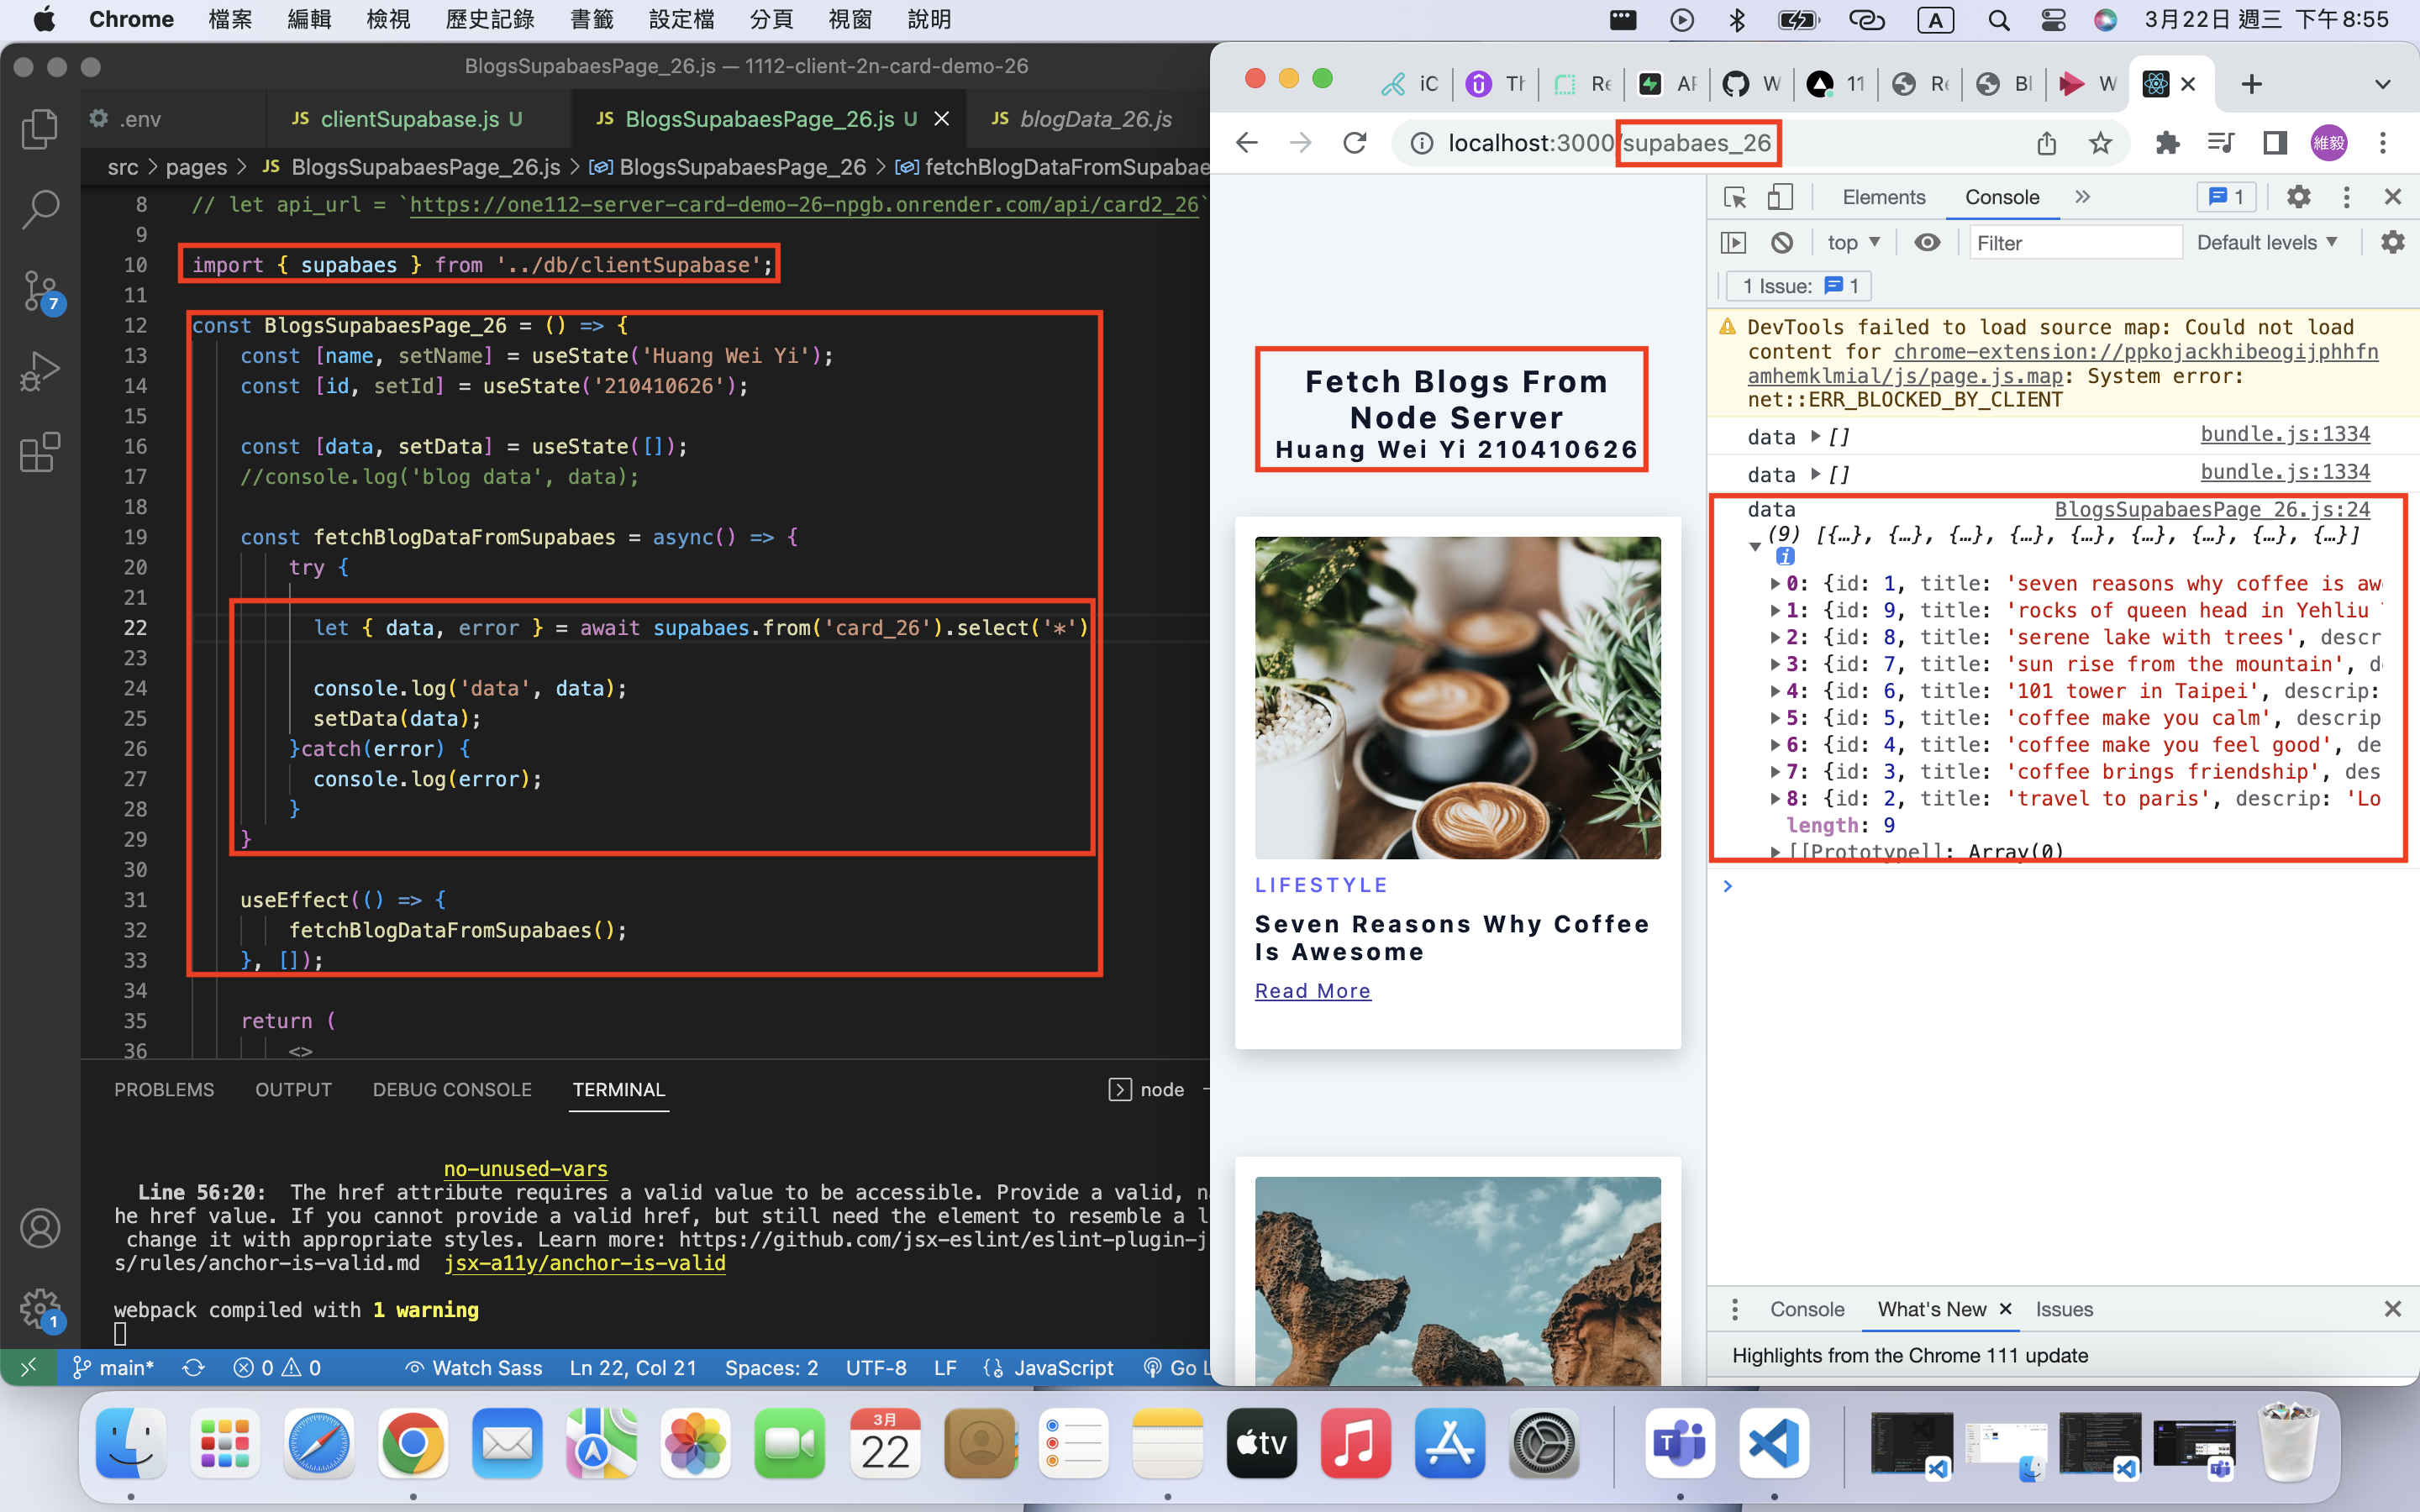 Chrome 檔案 編輯 檢視 歷史記錄 書籤 設定檔 分頁 視窗 說明
A 3月22日 週三 下午8:55
BlogsSupabaesPage_26.js — 1112-client-2n-card-demo-26
.env
JS clientSupabase.js U
JS BlogsSupabaesPage_26.js U
JS blogData_26.js
src > pages > JS BlogsSupabaesPage_26.js > BlogsSupabaesPage_26 > fetchBlogDataFromSupabae
8 // let api_url = `https://one112-server-card-demo-26-npgb.onrender.com/api/card2_26`
9
10 import { supabaes } from '../db/clientSupabase';
11
12 const BlogsSupabaesPage_26 = () => {
13 const [name, setName] = useState('Huang Wei Yi');
14 const [id, setId] = useState('210410626');
15
16 const [data, setData] = useState([]);
17 //console.log('blog data', data);
18
19 const fetchBlogDataFromSupabaes = async() => {
20 try {
21
22 let { data, error } = await supabaes.from('card_26').select('*')
23
24 console.log('data', data);
25 setData(data);
26 }catch(error) {
27 console.log(error);
28 }
29 }
30
31 useEffect(() => {
32 fetchBlogDataFromSupabaes();
33 }, []);
34
35 return (
36 <>
7
1
PROBLEMS OUTPUT DEBUG CONSOLE TERMINAL
node
no-unused-vars
Line 56:20: The href attribute requires a valid value to be accessible. Provide a valid, n
he href value. If you cannot provide a valid href, but still need the element to resemble a l
change it with appropriate styles. Learn more: https://github.com/jsx-eslint/eslint-plugin-j
s/rules/anchor-is-valid.md jsx-a11y/anchor-is-valid
webpack compiled with 1 warning
main* 0 0 Watch Sass Ln 22, Col 21 Spaces: 2 UTF-8 LF JavaScript Go L
iC Th Re AP W 11 Re Bl W
localhost:3000/supabaes_26
維毅
Fetch Blogs From
Node Server
Huang Wei Yi 210410626
LIFESTYLE
Seven Reasons Why Coffee
Is Awesome
Read More
Elements Console 1
top Filter Default levels
1 Issue: 1
DevTools failed to load source map: Could not load
content for chrome-extension://ppkojackhibeogijphhfn
amhemklmial/js/page.js.map: System error:
net::ERR_BLOCKED_BY_CLIENT
data [] bundle.js:1334
data [] bundle.js:1334
data BlogsSupabaesPage_26.js:24
(9) [{…}, {…}, {…}, {…}, {…}, {…}, {…}, {…}, {…}]
i
0: {id: 1, title: 'seven reasons why coffee is aw
1: {id: 9, title: 'rocks of queen head in Yehliu
2: {id: 8, title: 'serene lake with trees', descr
3: {id: 7, title: 'sun rise from the mountain', d
4: {id: 6, title: '101 tower in Taipei', descrip:
5: {id: 5, title: 'coffee make you calm', descrip
6: {id: 4, title: 'coffee make you feel good', de
7: {id: 3, title: 'coffee brings friendship', des
8: {id: 2, title: 'travel to paris', descrip: 'Lo
length: 9
[[Prototype]]: Array(0)
Console What's New Issues
Highlights from the Chrome 111 update
3月
22
tv
T